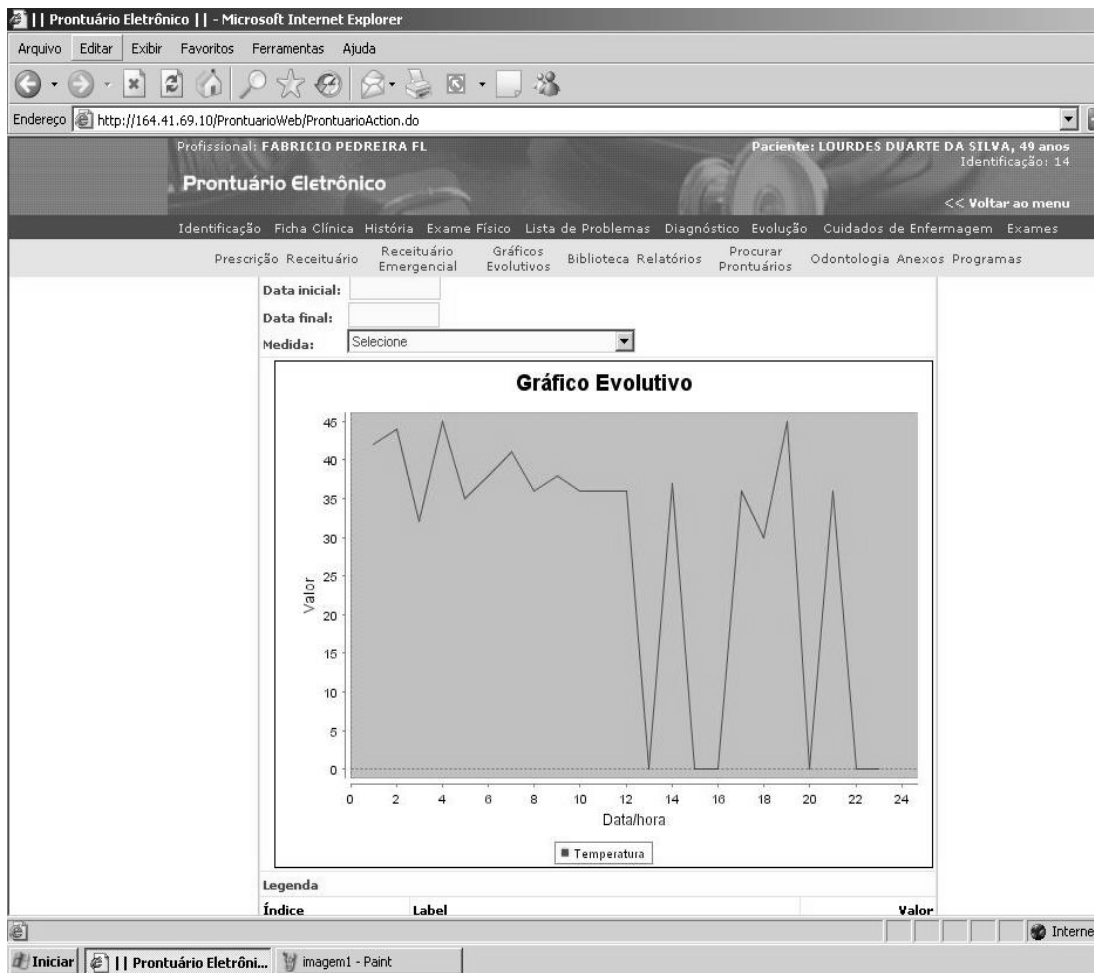 || Prontuário Eletrônico || - Microsoft Internet Explorer
Arquivo Editar Exibir Favoritos Ferramentas Ajuda
Endereço http://164.41.69.10/ProntuarioWeb/ProntuarioAction.do
Profissional: FABRICIO PEDREIRA FL Paciente: LOURDES DUARTE DA SILVA, 49 anos
Identificação: 14
Prontuário Eletrônico
<< Voltar ao menu
Identificação Ficha Clínica História Exame Físico Lista de Problemas Diagnóstico Evolução Cuidados de Enfermagem Exames
Prescrição Receituário Receituário Emergencial Gráficos Evolutivos Biblioteca Relatórios Procurar Prontuários Odontologia Anexos Programas
Data inicial:
Data final:
Medida: Selecione
Gráfico Evolutivo
45
40
35
30
25
20
15
10
5
0
Valor
0 2 4 6 8 10 12 14 16 18 20 22 24
Data/hora
Temperatura
Legenda
Índice Label Valor
Interne
Iniciar || Prontuário Eletrôni... imagem1 - Paint